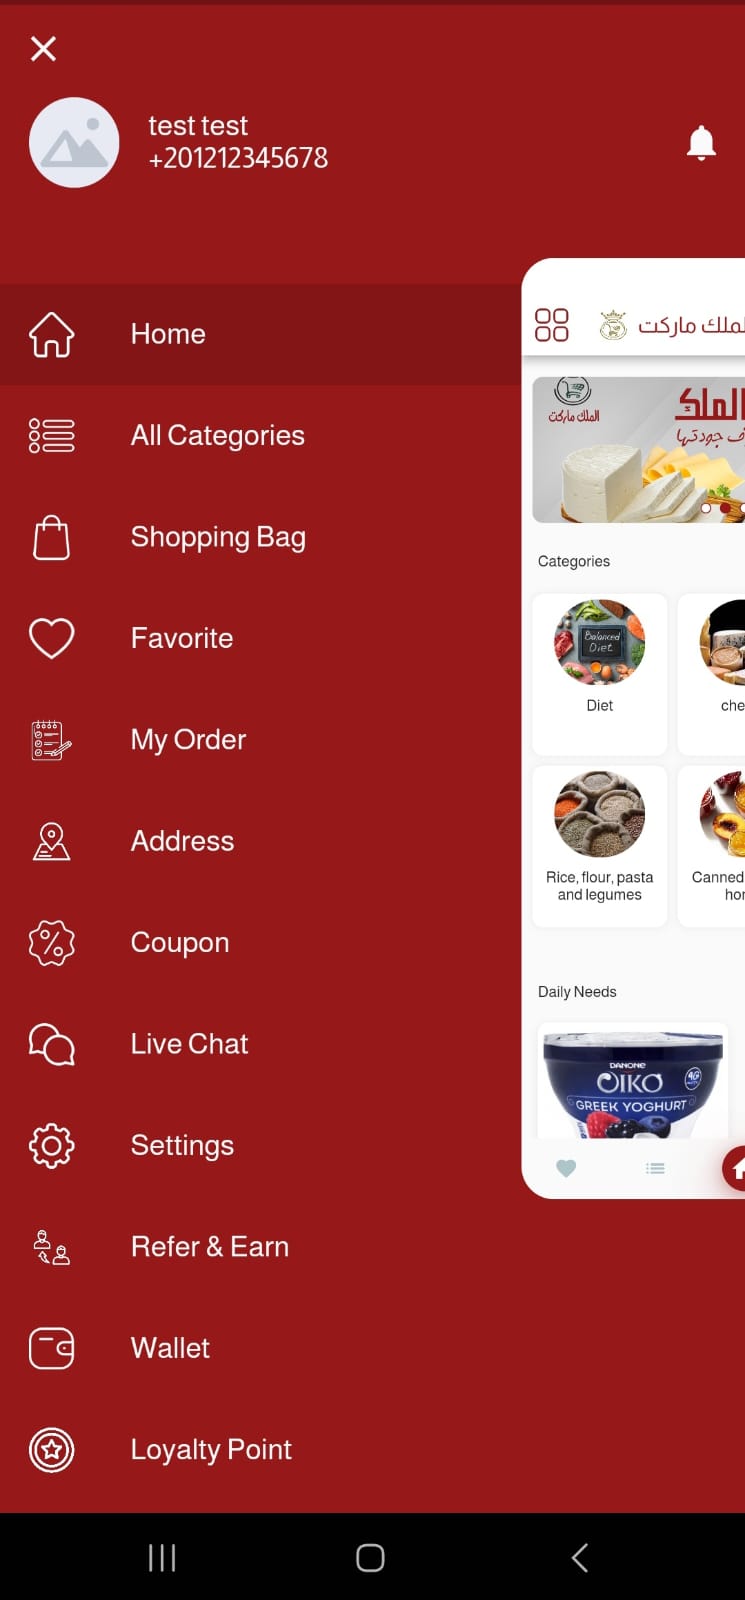 test test
+201212345678
Home
All Categories
Shopping Bag
Favorite
My Order
Address
Coupon
Live Chat
Settings
Refer & Earn
Wallet
Loyalty Point
الملك ماركت
الملك
جودتها
الملك ماركت
Categories
Balanced
Diet
Diet
che
Rice, flour, pasta
and legumes
Canned
hor
Daily Needs
DANONE
OIKO
GREEK YOGHURT